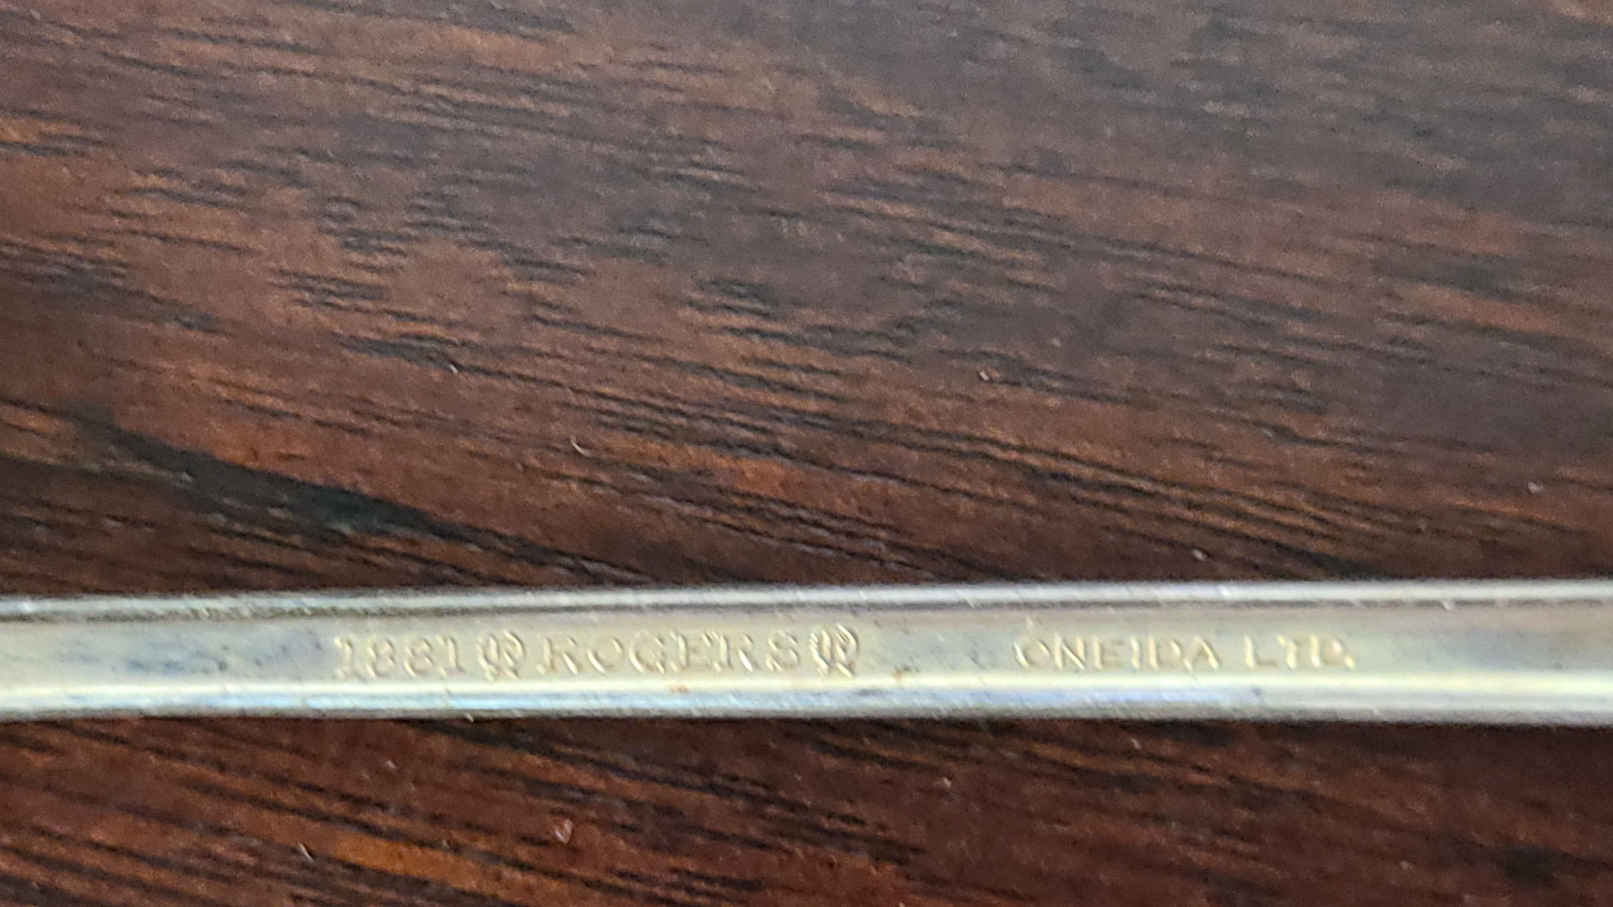 1881 ® ROGERS ® ONEIDA LTD.